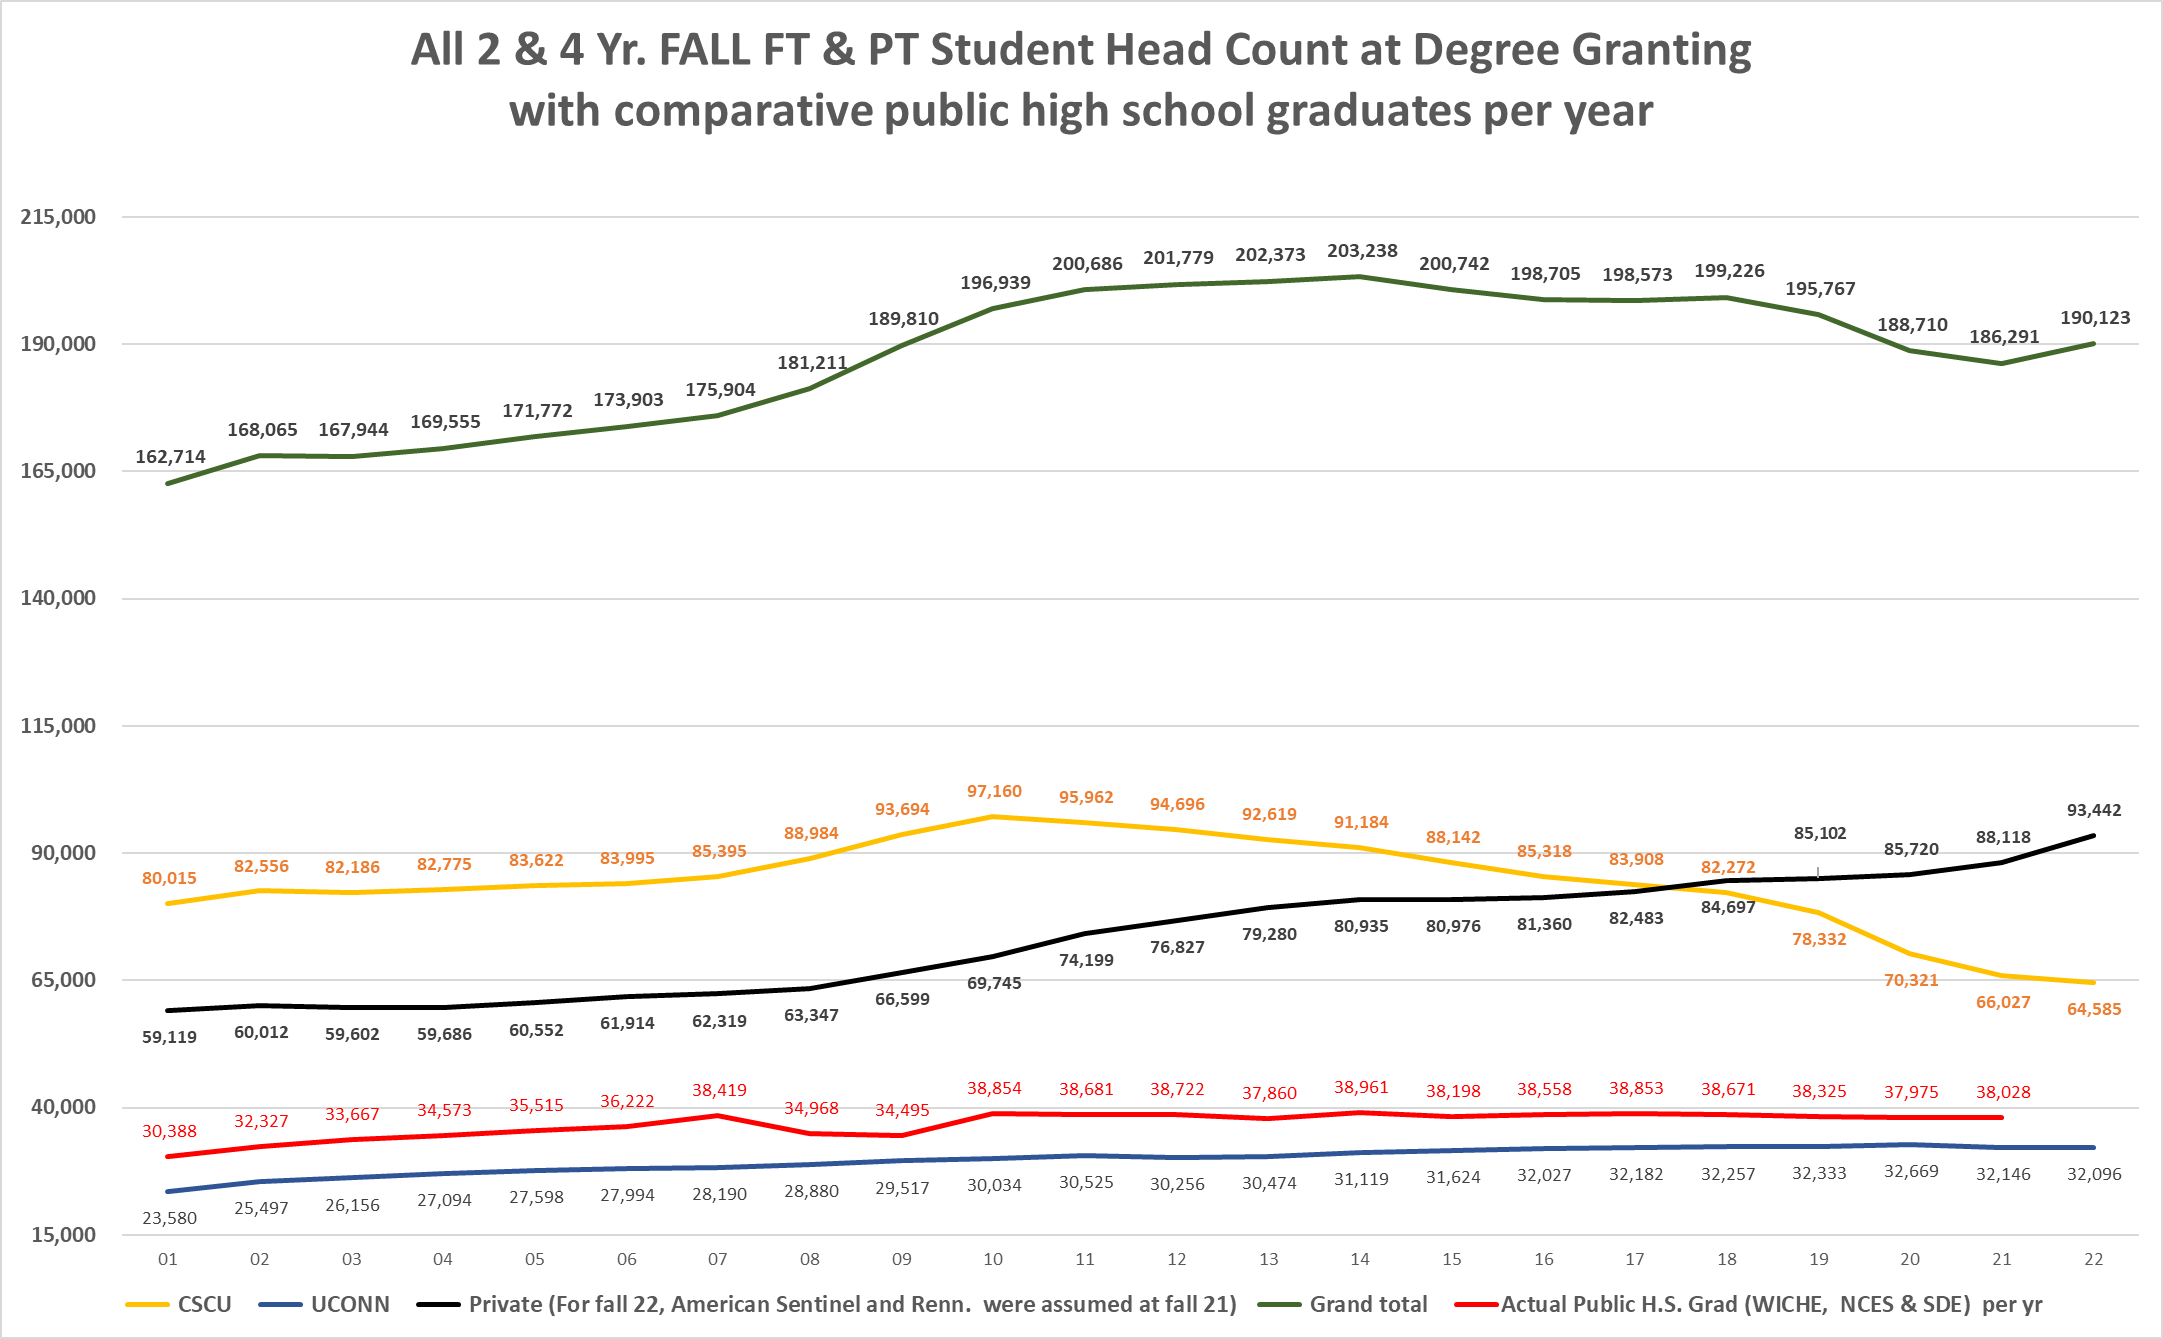 All 2 & 4 Yr. FALL FT & PT Student Head Count at Degree Granting
with comparative public high school graduates per year
215,000
190,000
165,000
140,000
115,000
90,000
65,000
40,000
15,000
162,714 168,065 167,944 169,555 171,772 173,903 175,904 181,211 189,810 196,939 200,686 201,779 202,373 203,238 200,742 198,705 198,573 199,226 195,767 188,710 186,291 190,123
80,015 82,556 82,186 82,775 83,622 83,995 85,395 88,984 93,694 97,160 95,962 94,696 92,619 91,184 88,142 85,318 83,908 82,272 78,332 70,321 66,027 64,585
59,119 60,012 59,602 59,686 60,552 61,914 62,319 63,347 66,599 69,745 74,199 76,827 79,280 80,935 80,976 81,360 82,483 84,697 85,102 85,720 88,118 93,442
30,388 32,327 33,667 34,573 35,515 36,222 38,419 34,968 34,495 38,854 38,681 38,722 37,860 38,961 38,198 38,558 38,853 38,671 38,325 37,975 38,028
23,580 25,497 26,156 27,094 27,598 27,994 28,190 28,880 29,517 30,034 30,525 30,256 30,474 31,119 31,624 32,027 32,182 32,257 32,333 32,669 32,146 32,096
01 02 03 04 05 06 07 08 09 10 11 12 13 14 15 16 17 18 19 20 21 22
CSCU UCONN Private (For fall 22, American Sentinel and Renn.  were assumed at fall 21) Grand total Actual Public H.S. Grad (WICHE,  NCES & SDE)  per yr